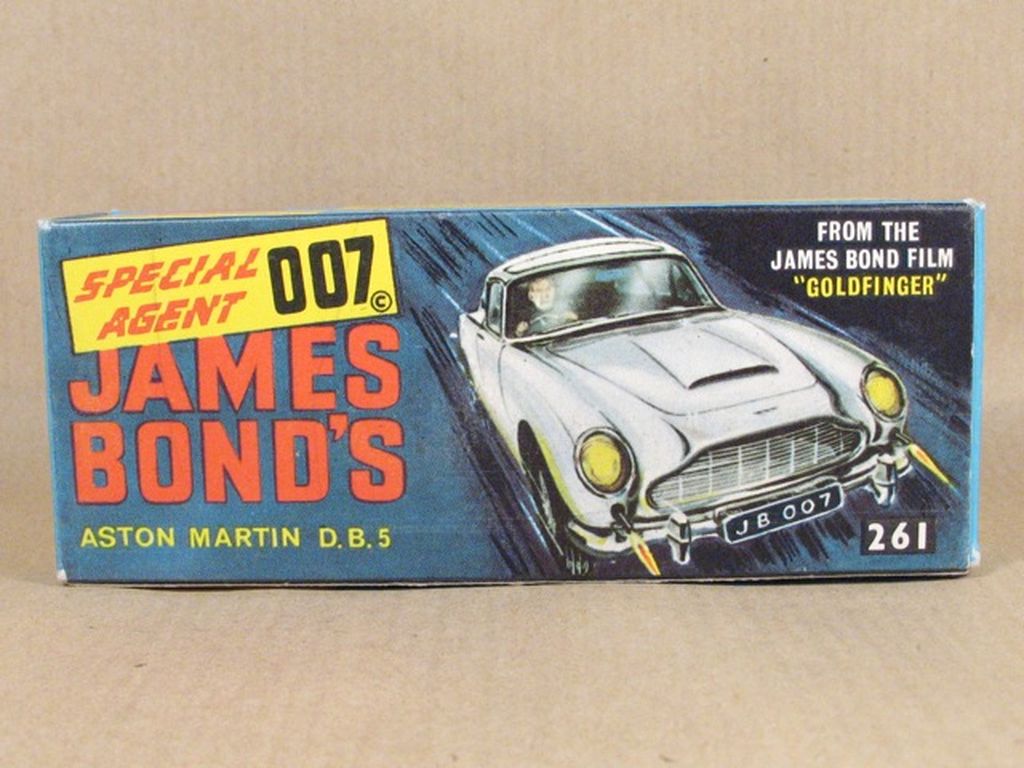 SPECIAL
AGENT 007©
JAMES
BOND'S
ASTON MARTIN D.B.5
FROM THE
JAMES BOND FILM
"GOLDFINGER"
JB 007
261